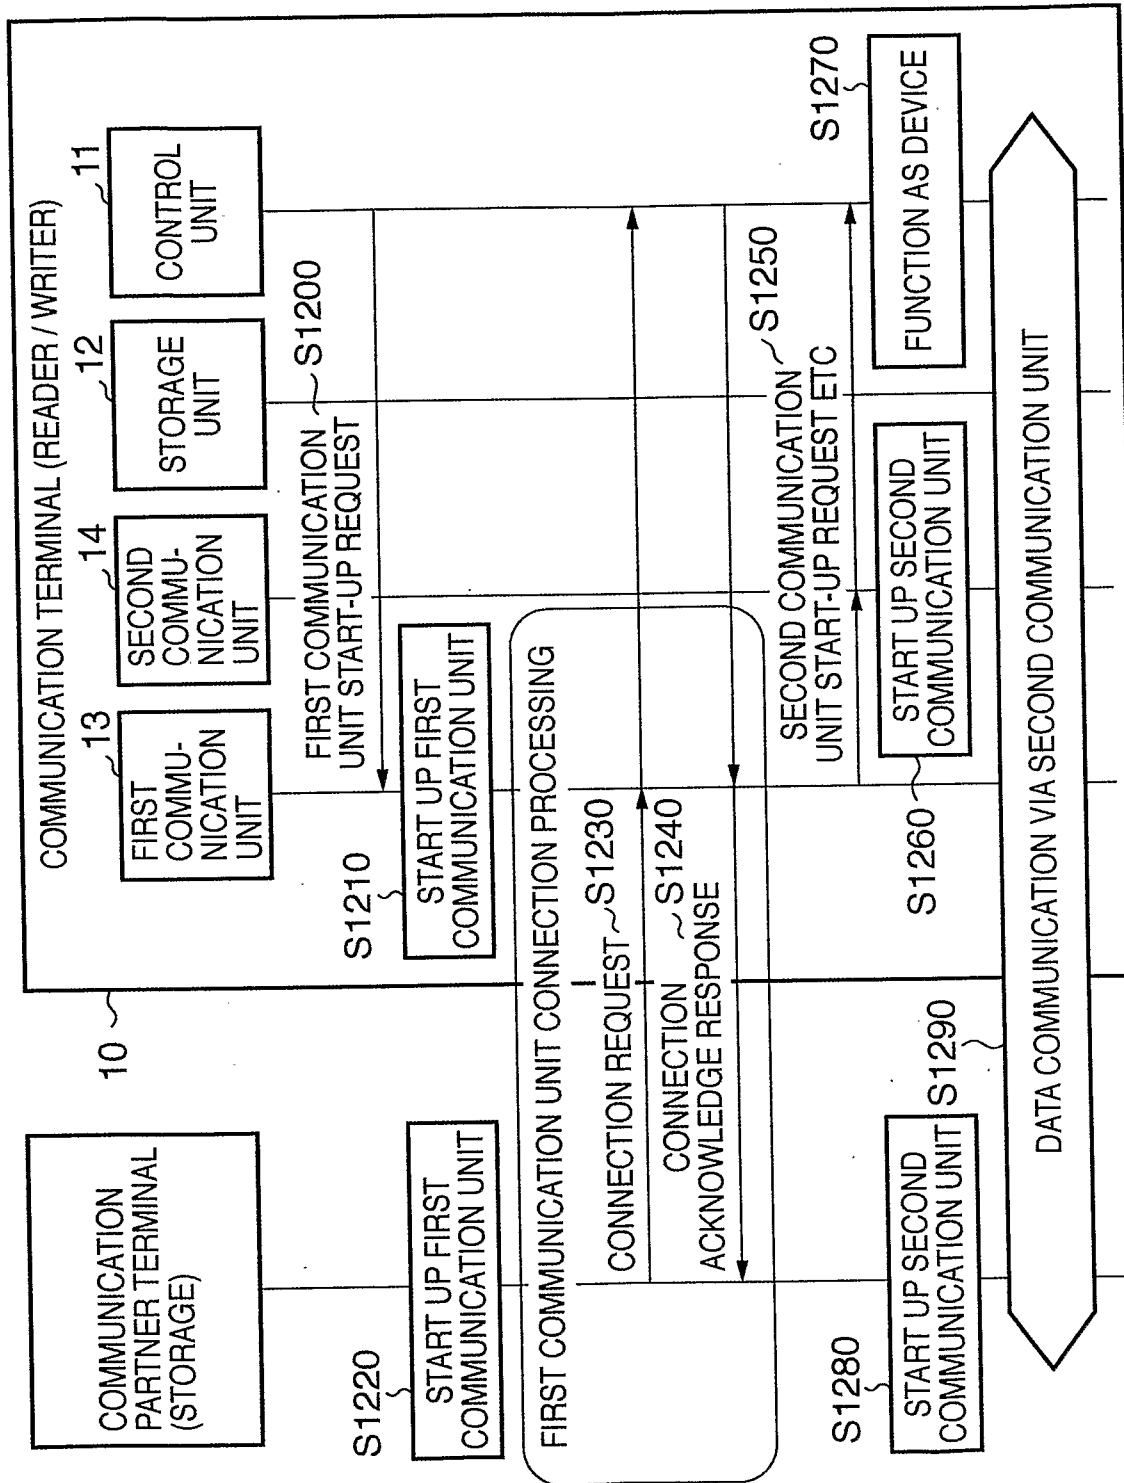 COMMUNICATION TERMINAL (READER / WRITER)
10
COMMUNICATION
PARTNER TERMINAL
(STORAGE)
13
FIRST
COMMU-
NICATION
UNIT
14
SECOND
COMMU-
NICATION
UNIT
12
STORAGE
UNIT
11
CONTROL
UNIT
FIRST COMMUNICATION
UNIT START-UP REQUEST
S1200
S1210
START UP FIRST
COMMUNICATION UNIT
S1220
START UP FIRST
COMMUNICATION UNIT
FIRST COMMUNICATION UNIT CONNECTION PROCESSING
CONNECTION REQUEST
S1230
CONNECTION
ACKNOWLEDGE RESPONSE
S1240
SECOND COMMUNICATION
UNIT START-UP REQUEST ETC
S1250
S1260
START UP SECOND
COMMUNICATION UNIT
S1270
FUNCTION AS DEVICE
S1280
START UP SECOND
COMMUNICATION UNIT
S1290
DATA COMMUNICATION VIA SECOND COMMUNICATION UNIT